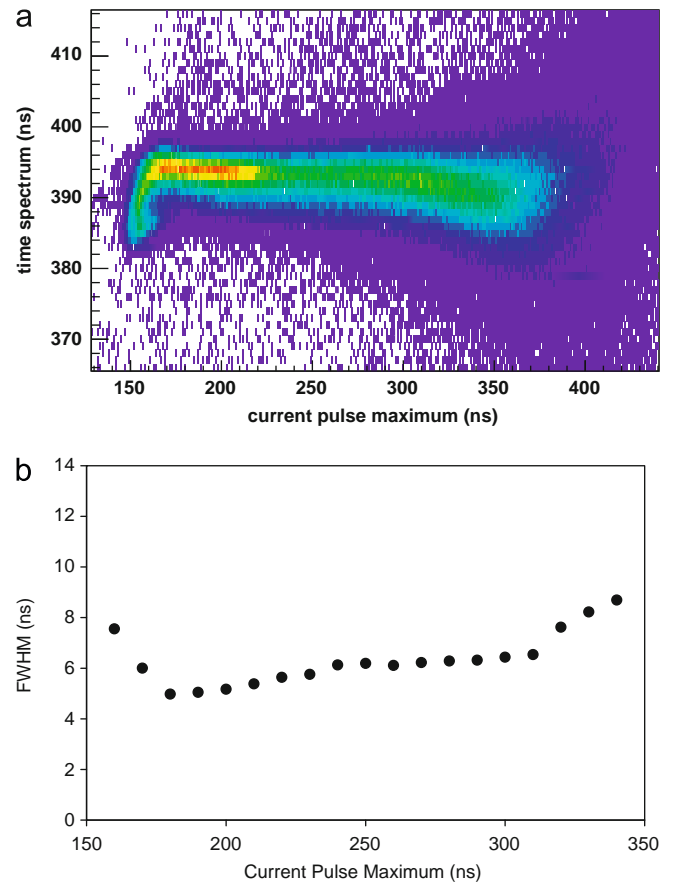 a
410
400
390
380
370
time spectrum (ns)
150 200 250 300 350 400
current pulse maximum (ns)
b
14
12
10
8
6
4
2
0
FWHM (ns)
150 200 250 300 350
Current Pulse Maximum (ns)